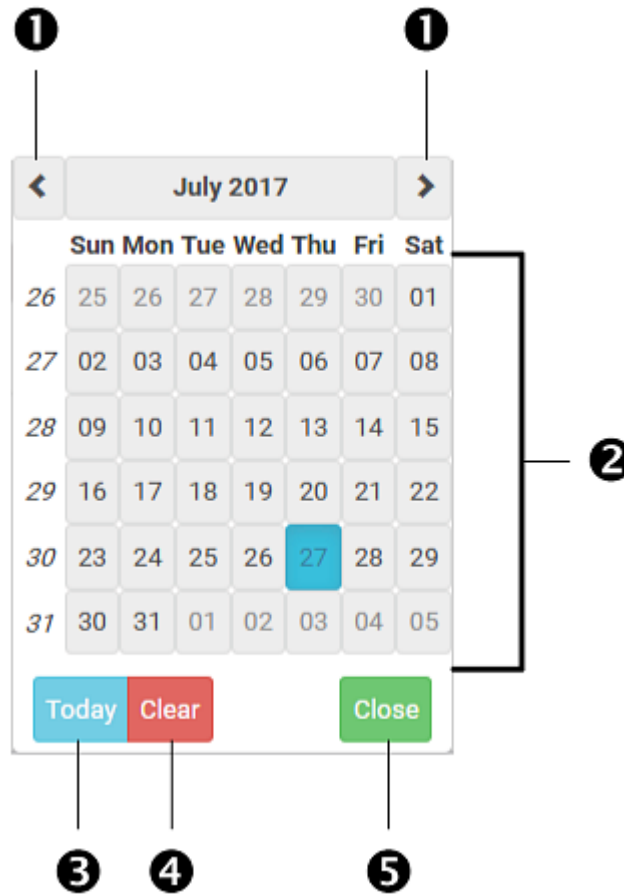 ❶ ❶
July 2017
Sun Mon Tue Wed Thu Fri Sat
26 25 26 27 28 29 30 01
27 02 03 04 05 06 07 08
28 09 10 11 12 13 14 15
❷
29 16 17 18 19 20 21 22
30 23 24 25 26 27 28 29
31 30 31 01 02 03 04 05
Today Clear Close
❸ ❹ ❺